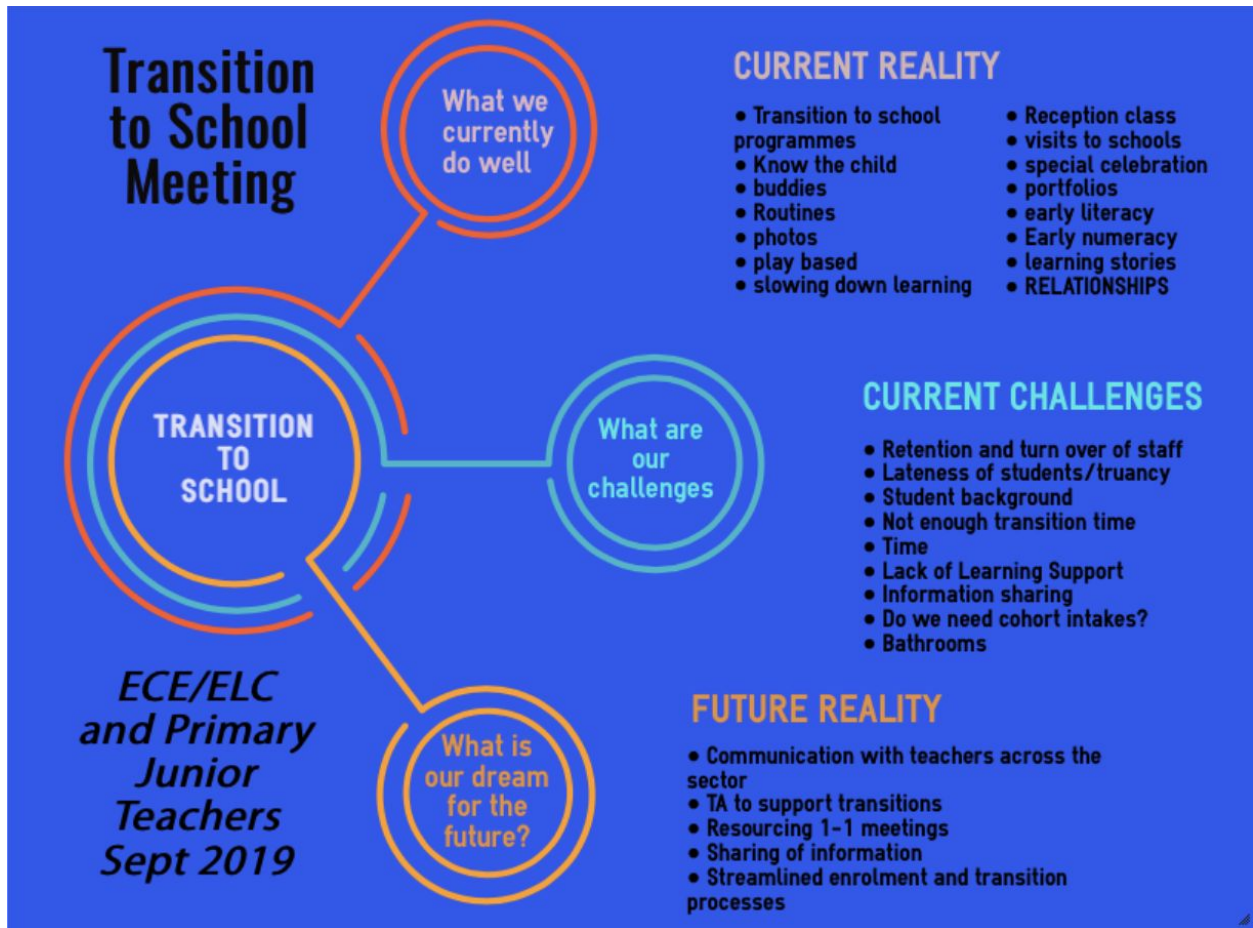 Transition
to School
Meeting
What we
currently
do well
CURRENT REALITY
• Transition to school
programmes
• Know the child
• buddies
• Routines
• photos
• play based
• slowing down learning
• Reception class
• visits to schools
• special celebration
• portfolios
• early literacy
• Early numeracy
• learning stories
• RELATIONSHIPS
TRANSITION
TO
SCHOOL
What are
our
challenges
CURRENT CHALLENGES
• Retention and turn over of staff
• Lateness of students/truancy
• Student background
• Not enough transition time
• Time
• Lack of Learning Support
• Information sharing
• Do we need cohort intakes?
• Bathrooms
ECE/ELC
and Primary
Junior
Teachers
Sept 2019
What is
our dream
for the
future?
FUTURE REALITY
• Communication with teachers across the
sector
• TA to support transitions
• Resourcing 1-1 meetings
• Sharing of information
• Streamlined enrolment and transition
processes